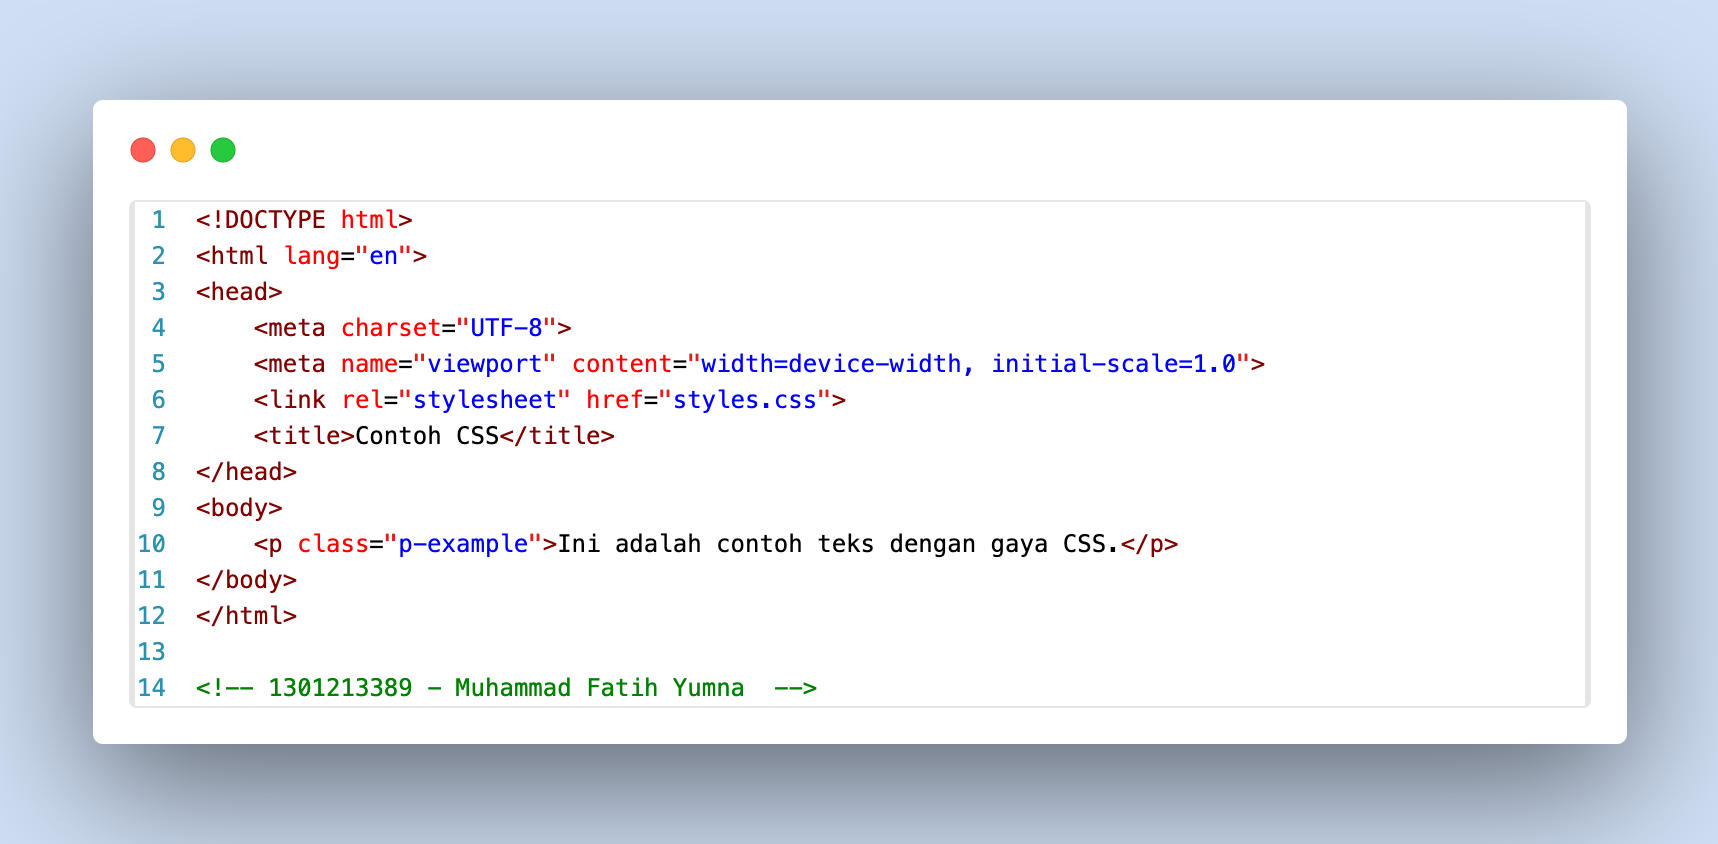 1 <!DOCTYPE html>
2 <html lang="en">
3 <head>
4     <meta charset="UTF-8">
5     <meta name="viewport" content="width=device-width, initial-scale=1.0">
6     <link rel="stylesheet" href="styles.css">
7     <title>Contoh CSS</title>
8 </head>
9 <body>
10     <p class="p-example">Ini adalah contoh teks dengan gaya CSS.</p>
11 </body>
12 </html>
13
14 <!-- 1301213389 - Muhammad Fatih Yumna  -->